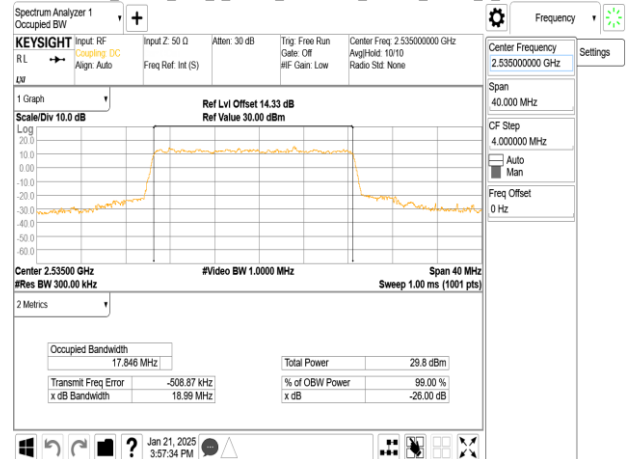 Spectrum Analyzer 1
Occupied BW
+
Frequency
KEYSIGHT
Input: RF
Input Z: 50 Ω
Atten: 30 dB
Trig: Free Run
Center Freq: 2.535000000 GHz
RL
Coupling: DC
Gate: Off
Avg|Hold: 10/10
Align: Auto
Freq Ref: Int (S)
#IF Gain: Low
Radio Std: None
LXI
Center Frequency
2.535000000 GHz
Settings
Span
40.000 MHz
CF Step
4.000000 MHz
Auto
Man
Freq Offset
0 Hz
1 Graph
Ref Lvl Offset 14.33 dB
Scale/Div 10.0 dB
Ref Value 30.00 dBm
Log
20.0
10.0
0.00
-10.0
-20.0
-30.0
-40.0
-50.0
-60.0
Center 2.53500 GHz
#Video BW 1.0000 MHz
Span 40 MHz
#Res BW 300.00 kHz
Sweep 1.00 ms (1001 pts)
2 Metrics
Occupied Bandwidth
17.846 MHz
Total Power
29.8 dBm
Transmit Freq Error
-508.87 kHz
% of OBW Power
99.00 %
x dB Bandwidth
18.99 MHz
x dB
-26.00 dB
?
Jan 21, 2025
3:57:34 PM